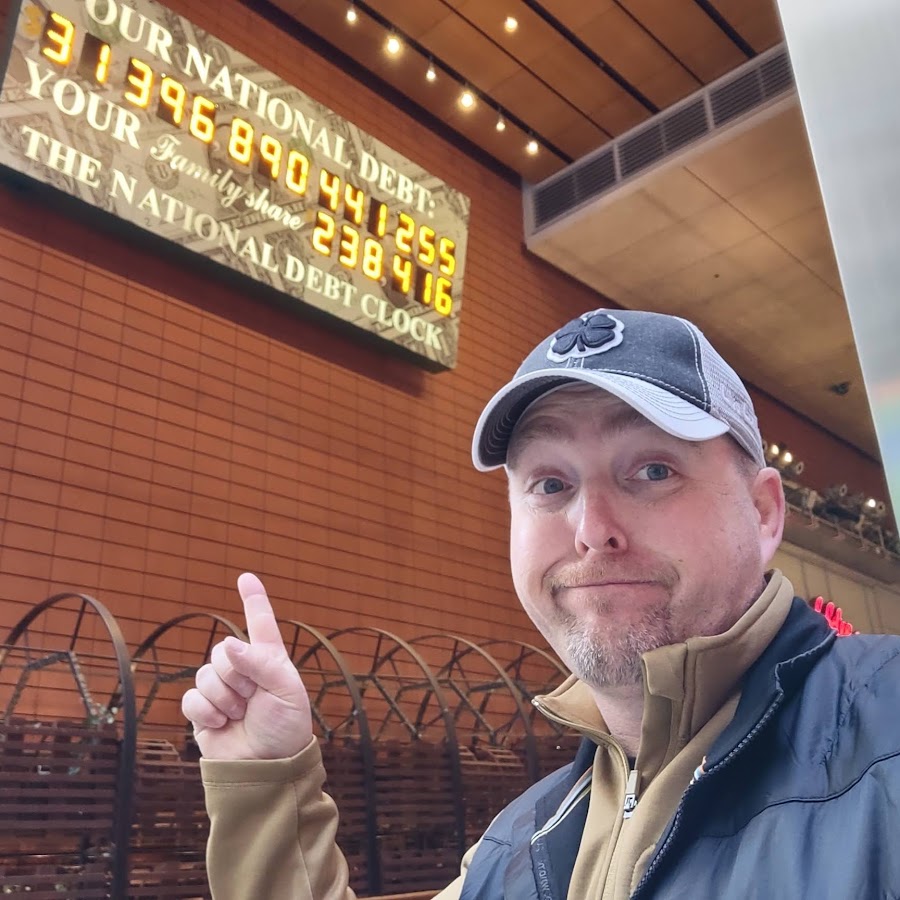 OUR NATIONAL DEBT:
31 396 890 441 255
YOUR Family share 238,416
THE NATIONAL DEBT CLOCK